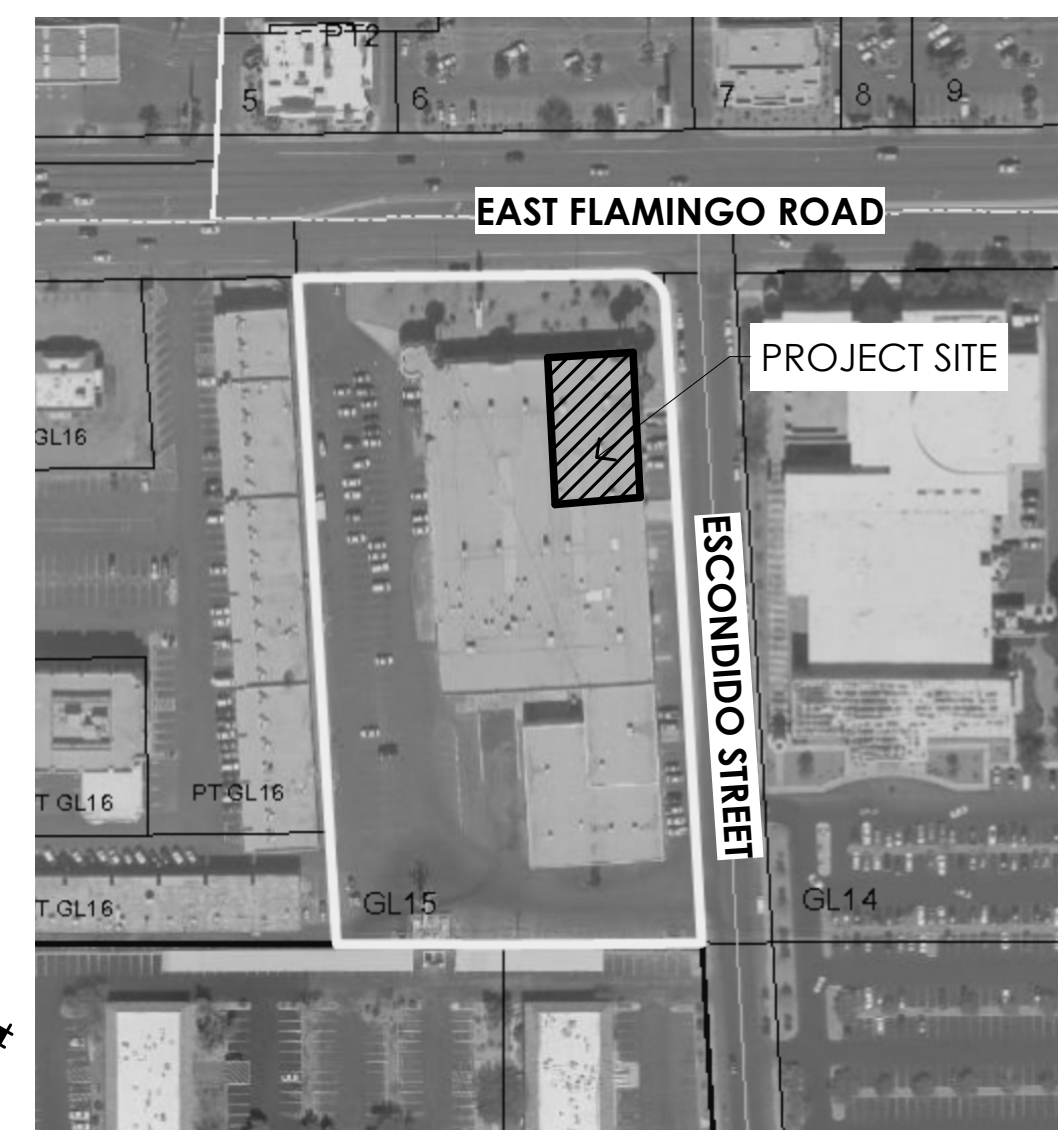 PT2
5
6
7
8
9
EAST FLAMINGO ROAD
PROJECT SITE
GL16
ESCONDIDO STREET
T GL16
PT GL16
T GL16
GL15
GL14